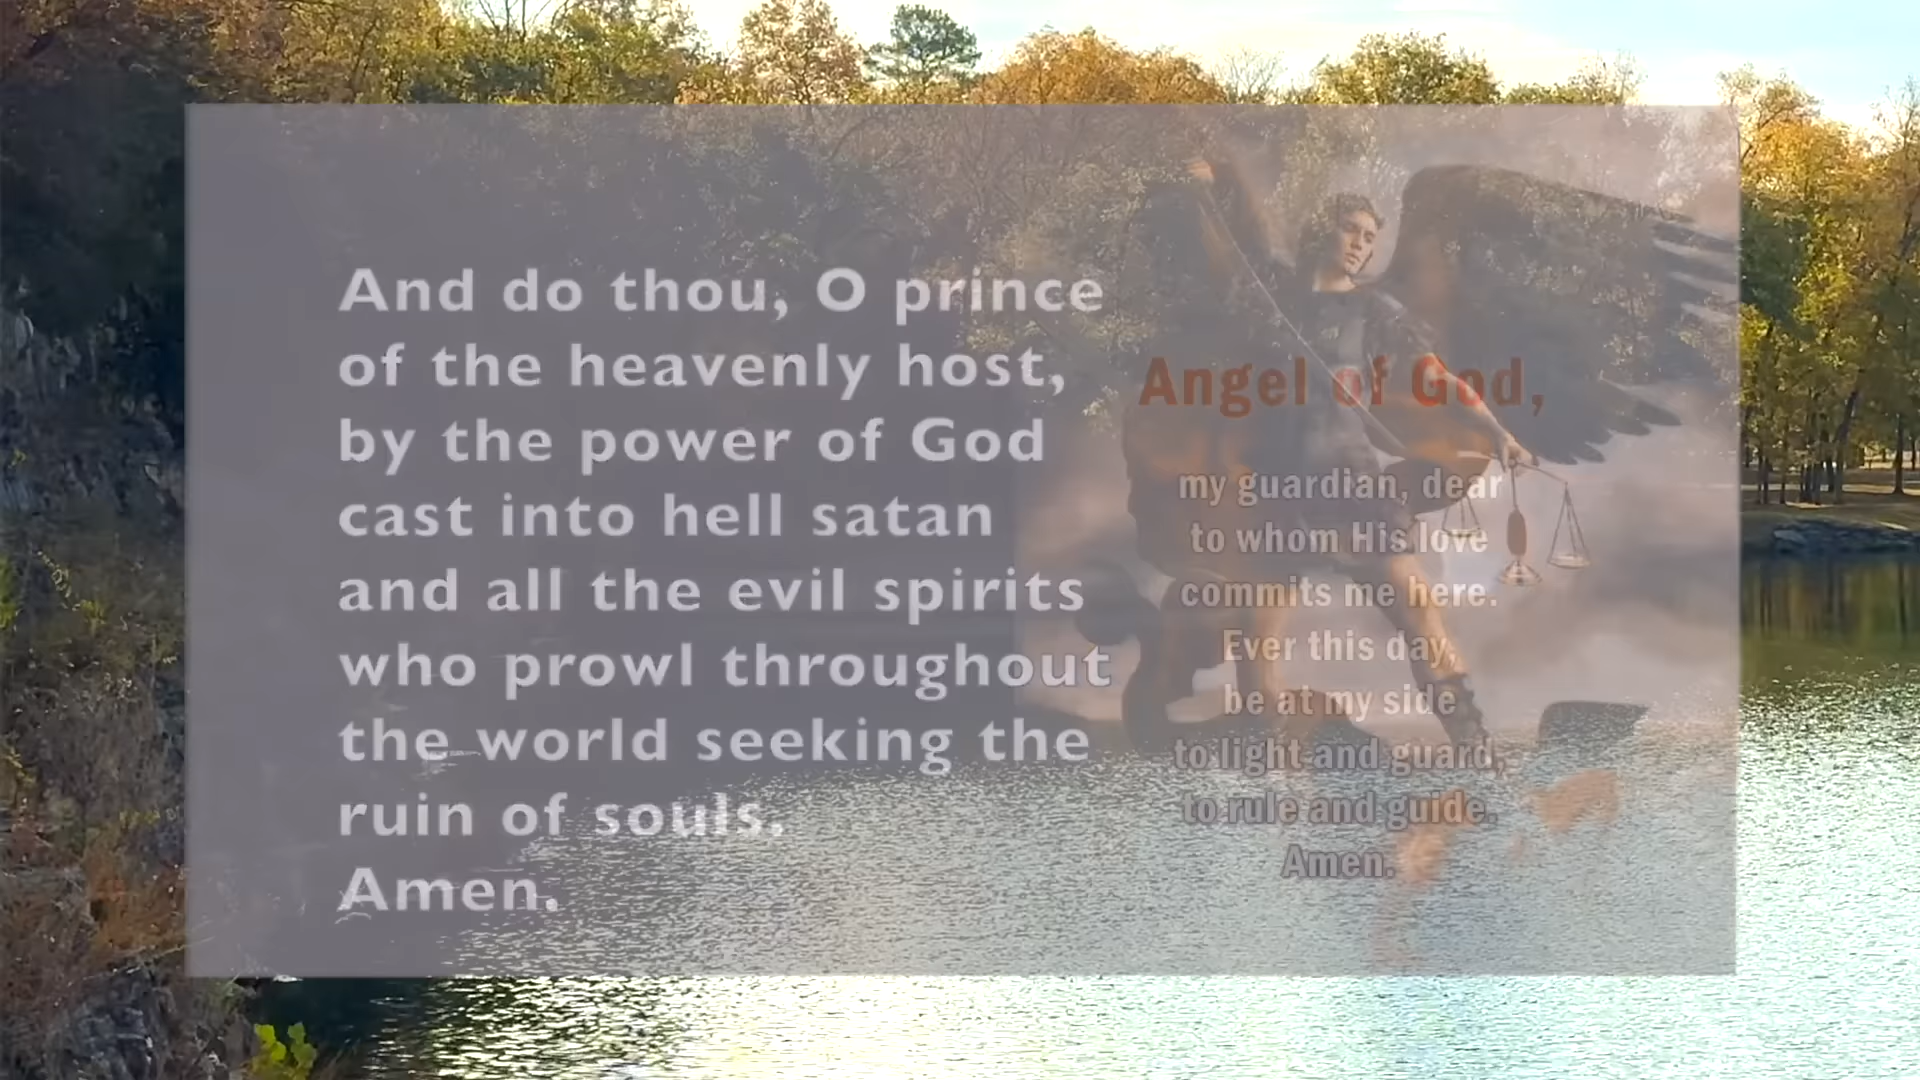 And do thou, O prince
of the heavenly host,
by the power of God
cast into hell satan
and all the evil spirits
who prowl throughout
the world seeking the
ruin of souls.
Amen.
Angel of God,
my guardian, dear
to whom His love
commits me here.
Ever this day,
be at my side
to light and guard,
to rule and guide.
Amen.